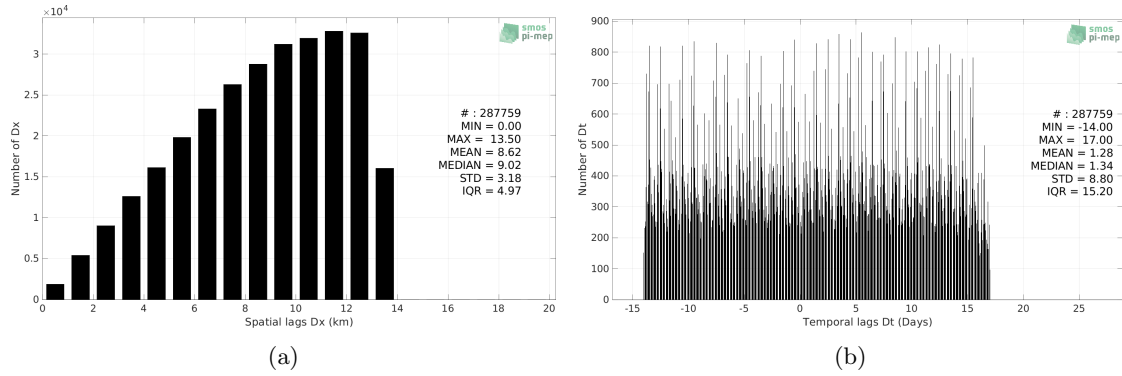 ×10⁴
3
2.5
2
1.5
1
0.5
0
0 2 4 6 8 10 12 14 16 18 20
Number of Dx
Spatial lags Dx (km)
smos
pi-mep
# : 287759
MIN = 0.00
MAX = 13.50
MEAN = 8.62
MEDIAN = 9.02
STD = 3.18
IQR = 4.97
(a)
900
800
700
600
500
400
300
200
100
0
-15 -10 -5 0 5 10 15 20 25
Number of Dt
Temporal lags Dt (Days)
smos
pi-mep
# : 287759
MIN = -14.00
MAX = 17.00
MEAN = 1.28
MEDIAN = 1.34
STD = 8.80
IQR = 15.20
(b)